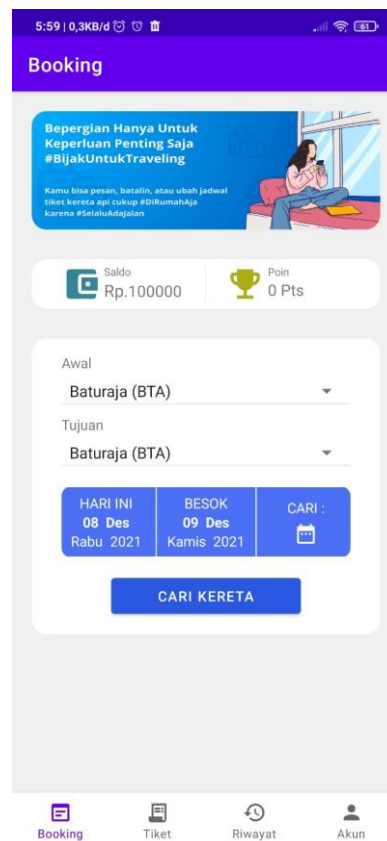 5:59 | 0,3KB/d
61
Booking
Bepergian Hanya Untuk
Keperluan Penting Saja
#BijakUntukTraveling
Kamu bisa pesan, batalin, atau ubah jadwal
tiket kereta api cukup #DiRumahAja
karena #SelaluAdaJalan
Saldo
Rp.100000
Poin
0 Pts
Awal
Baturaja (BTA)
Tujuan
Baturaja (BTA)
HARI INI
08 Des
Rabu 2021
BESOK
09 Des
Kamis 2021
CARI :
CARI KERETA
Booking
Tiket
Riwayat
Akun